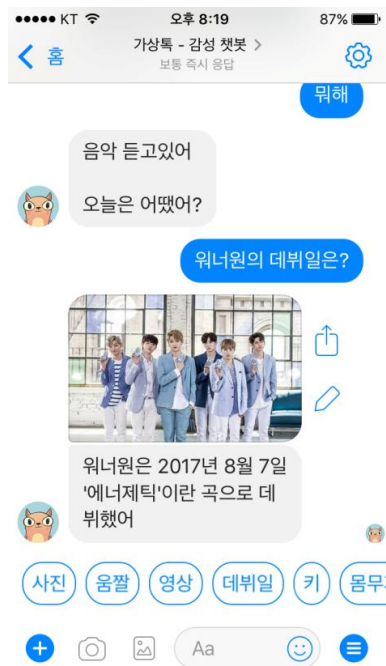 KT 오후 8:19 87%
홈 가상톡 - 감성 챗봇
보통 즉시 응답
뭐해
음악 듣고있어
오늘은 어땠어?
워너원의 데뷔일은?
워너원은 2017년 8월 7일
'에너제틱'이란 곡으로 데
뷔했어
사진 움짤 영상 데뷔일 키 몸무
Aa